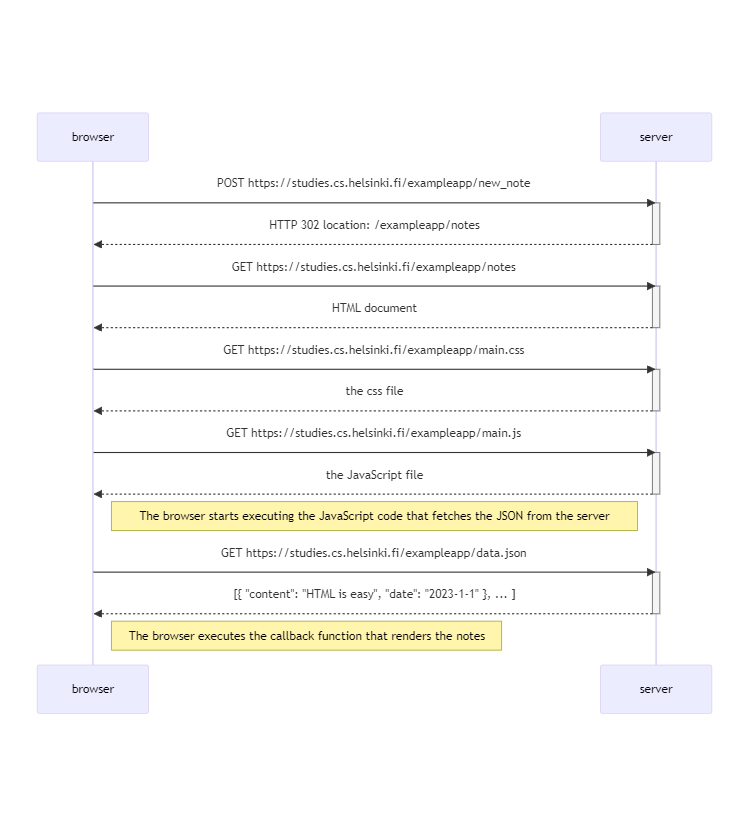 browser
server
POST https://studies.cs.helsinki.fi/exampleapp/new_note
HTTP 302 location: /exampleapp/notes
GET https://studies.cs.helsinki.fi/exampleapp/notes
HTML document
GET https://studies.cs.helsinki.fi/exampleapp/main.css
the css file
GET https://studies.cs.helsinki.fi/exampleapp/main.js
the JavaScript file
The browser starts executing the JavaScript code that fetches the JSON from the server
GET https://studies.cs.helsinki.fi/exampleapp/data.json
[{ "content": "HTML is easy", "date": "2023-1-1" }, ... ]
The browser executes the callback function that renders the notes
browser
server